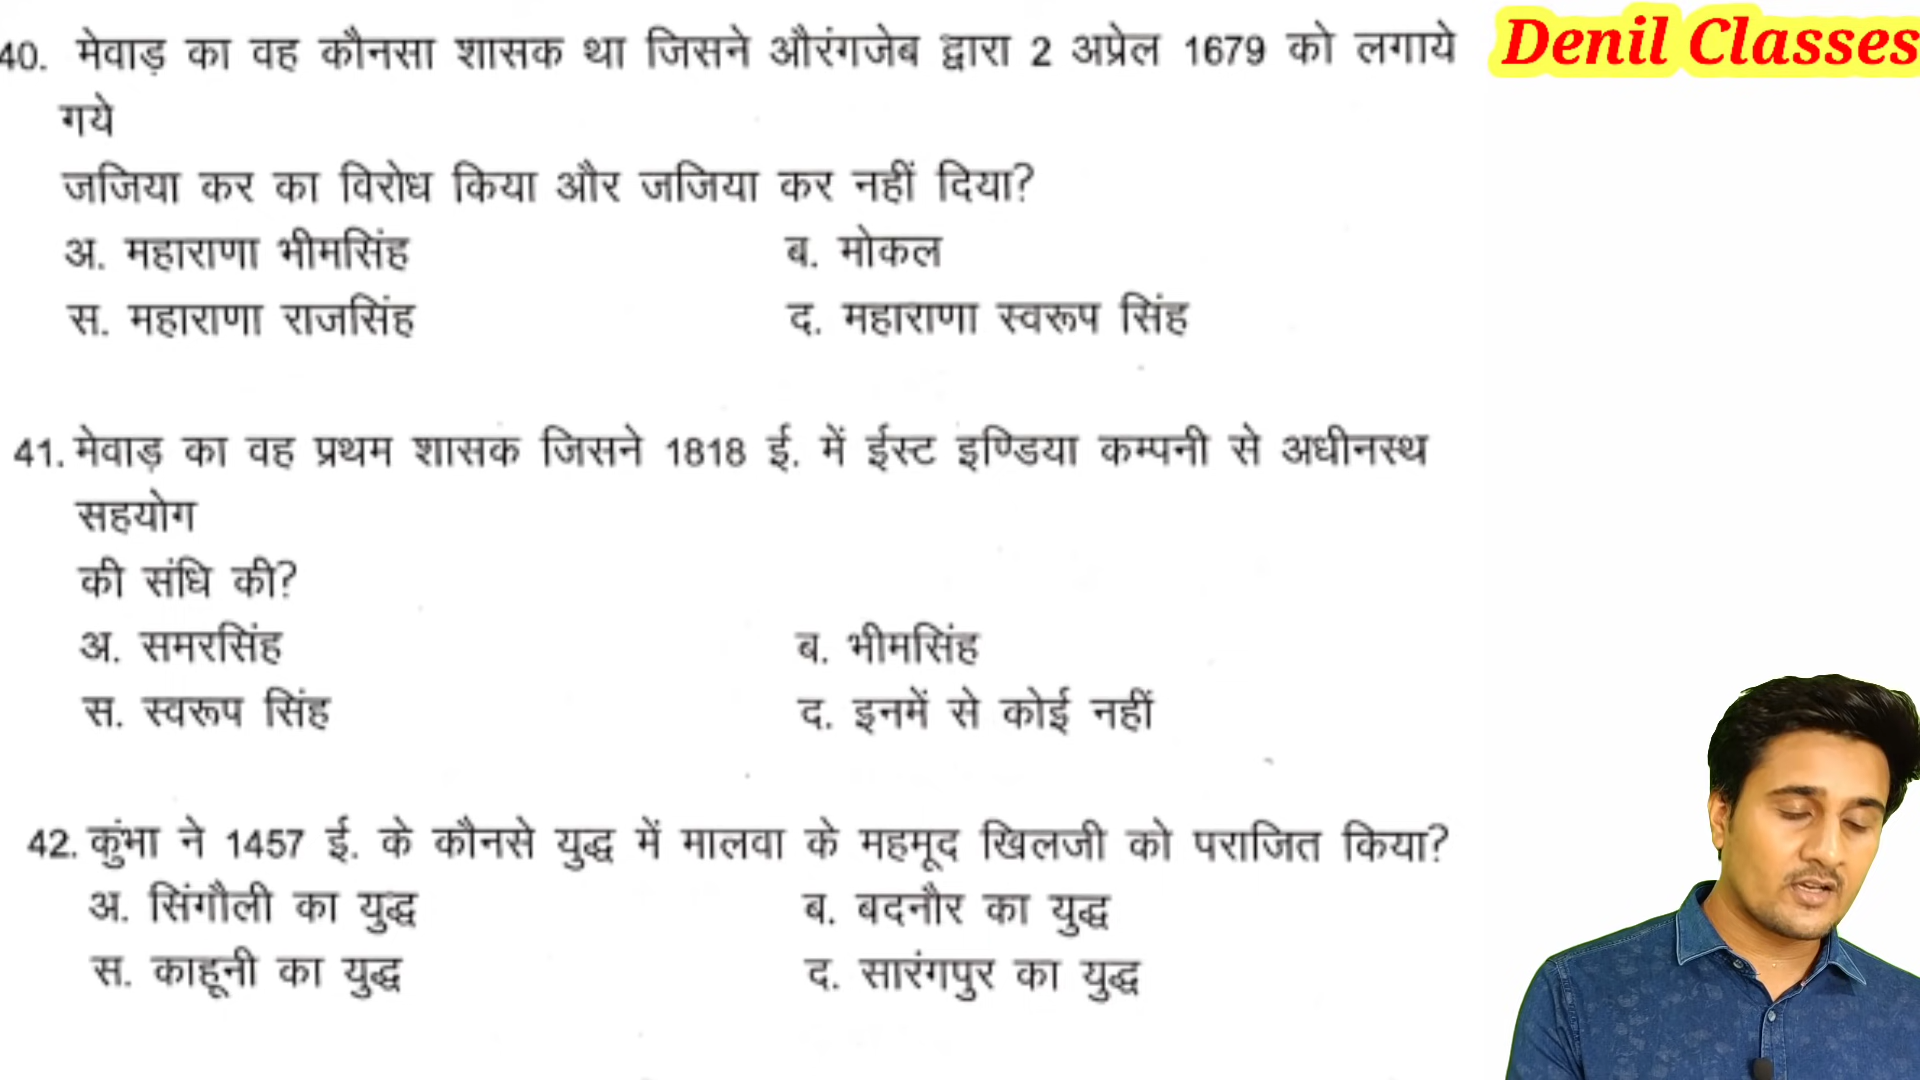 Denil Classes
40. मेवाड़ का वह कौनसा शासक था जिसने औरंगजेब द्वारा 2 अप्रेल 1679 को लगाये
गये
जजिया कर का विरोध किया और जजिया कर नहीं दिया?
अ. महाराणा भीमसिंह ब. मोकल
स. महाराणा राजसिंह द. महाराणा स्वरूप सिंह
41. मेवाड़ का वह प्रथम शासक जिसने 1818 ई. में ईस्ट इण्डिया कम्पनी से अधीनस्थ
सहयोग
की संधि की?
अ. समरसिंह ब. भीमसिंह
स. स्वरूप सिंह द. इनमें से कोई नहीं
42. कुंभा ने 1457 ई. के कौनसे युद्ध में मालवा के महमूद खिलजी को पराजित किया?
अ. सिंगौली का युद्ध ब. बदनौर का युद्ध
स. काहूनी का युद्ध द. सारंगपुर का युद्ध